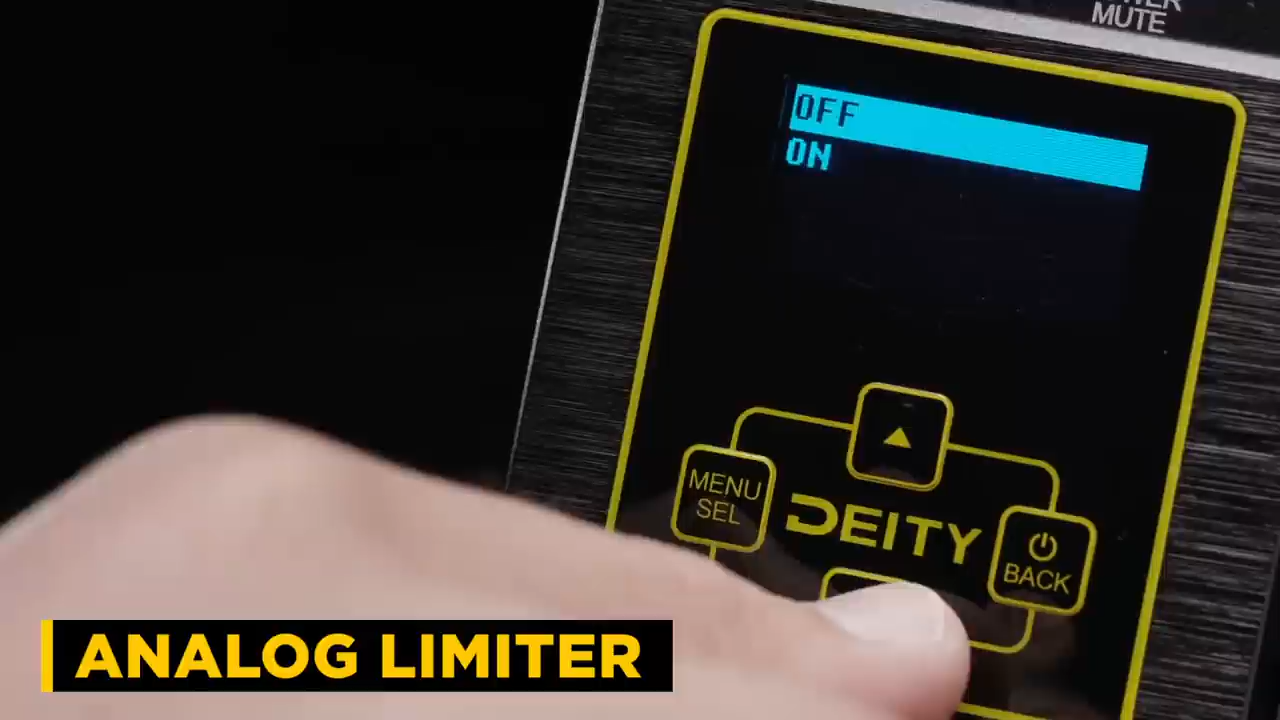 MUTE
OFF
ON
MENU
SEL
DEITY
BACK
ANALOG LIMITER